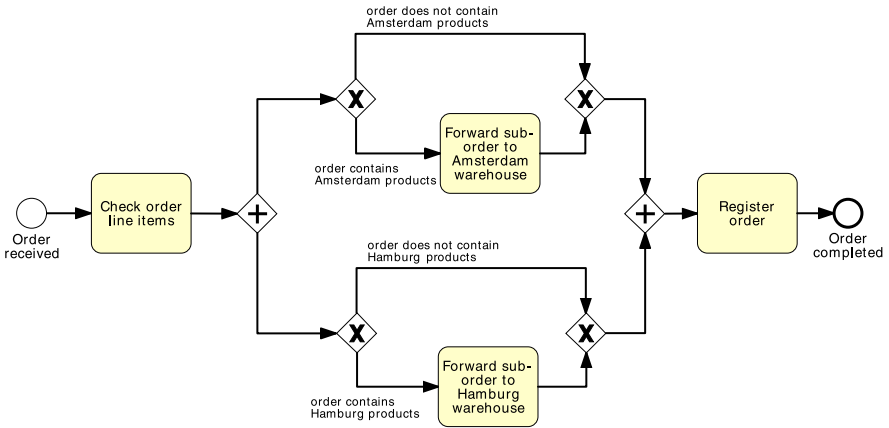 order does not contain
Amsterdam products
Forward sub-
order to
Amsterdam
warehouse
order contains
Amsterdam products
Check order
line items
Register
order
Order
received
Order
completed
order does not contain
Hamburg products
Forward sub-
order to
Hamburg
warehouse
order contains
Hamburg products